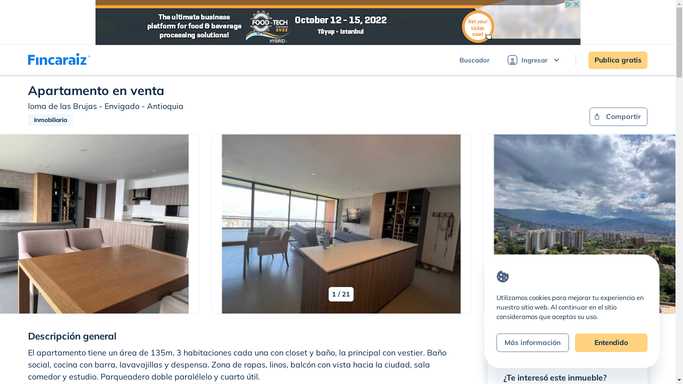 The ultimate business
platform for food & beverage
processing solutions!
FOOD-TECH
HYBRID
October 12 - 15, 2022
Tüyap - Istanbul
Fincaraiz
Buscador
Ingresar
Publica gratis
Apartamento en venta
loma de las Brujas - Envigado - Antioquia
Inmobiliaria
Compartir
1 / 21
Utilizamos cookies para mejorar tu experiencia en
nuestro sitio web. Al continuar en el sitio
consideramos que aceptas su uso.
Más información
Entendido
Descripción general
El apartamento tiene un área de 135m, 3 habitaciones cada una con closet y baño, la principal con vestier. Baño
social, cocina con barra, lavavajillas y despensa. Zona de ropas, linos, balcón con vista hacia la ciudad, sala
comedor y estudio. Parqueadero doble paralelelo y cuarto útil.
¿Te interesó este inmueble?